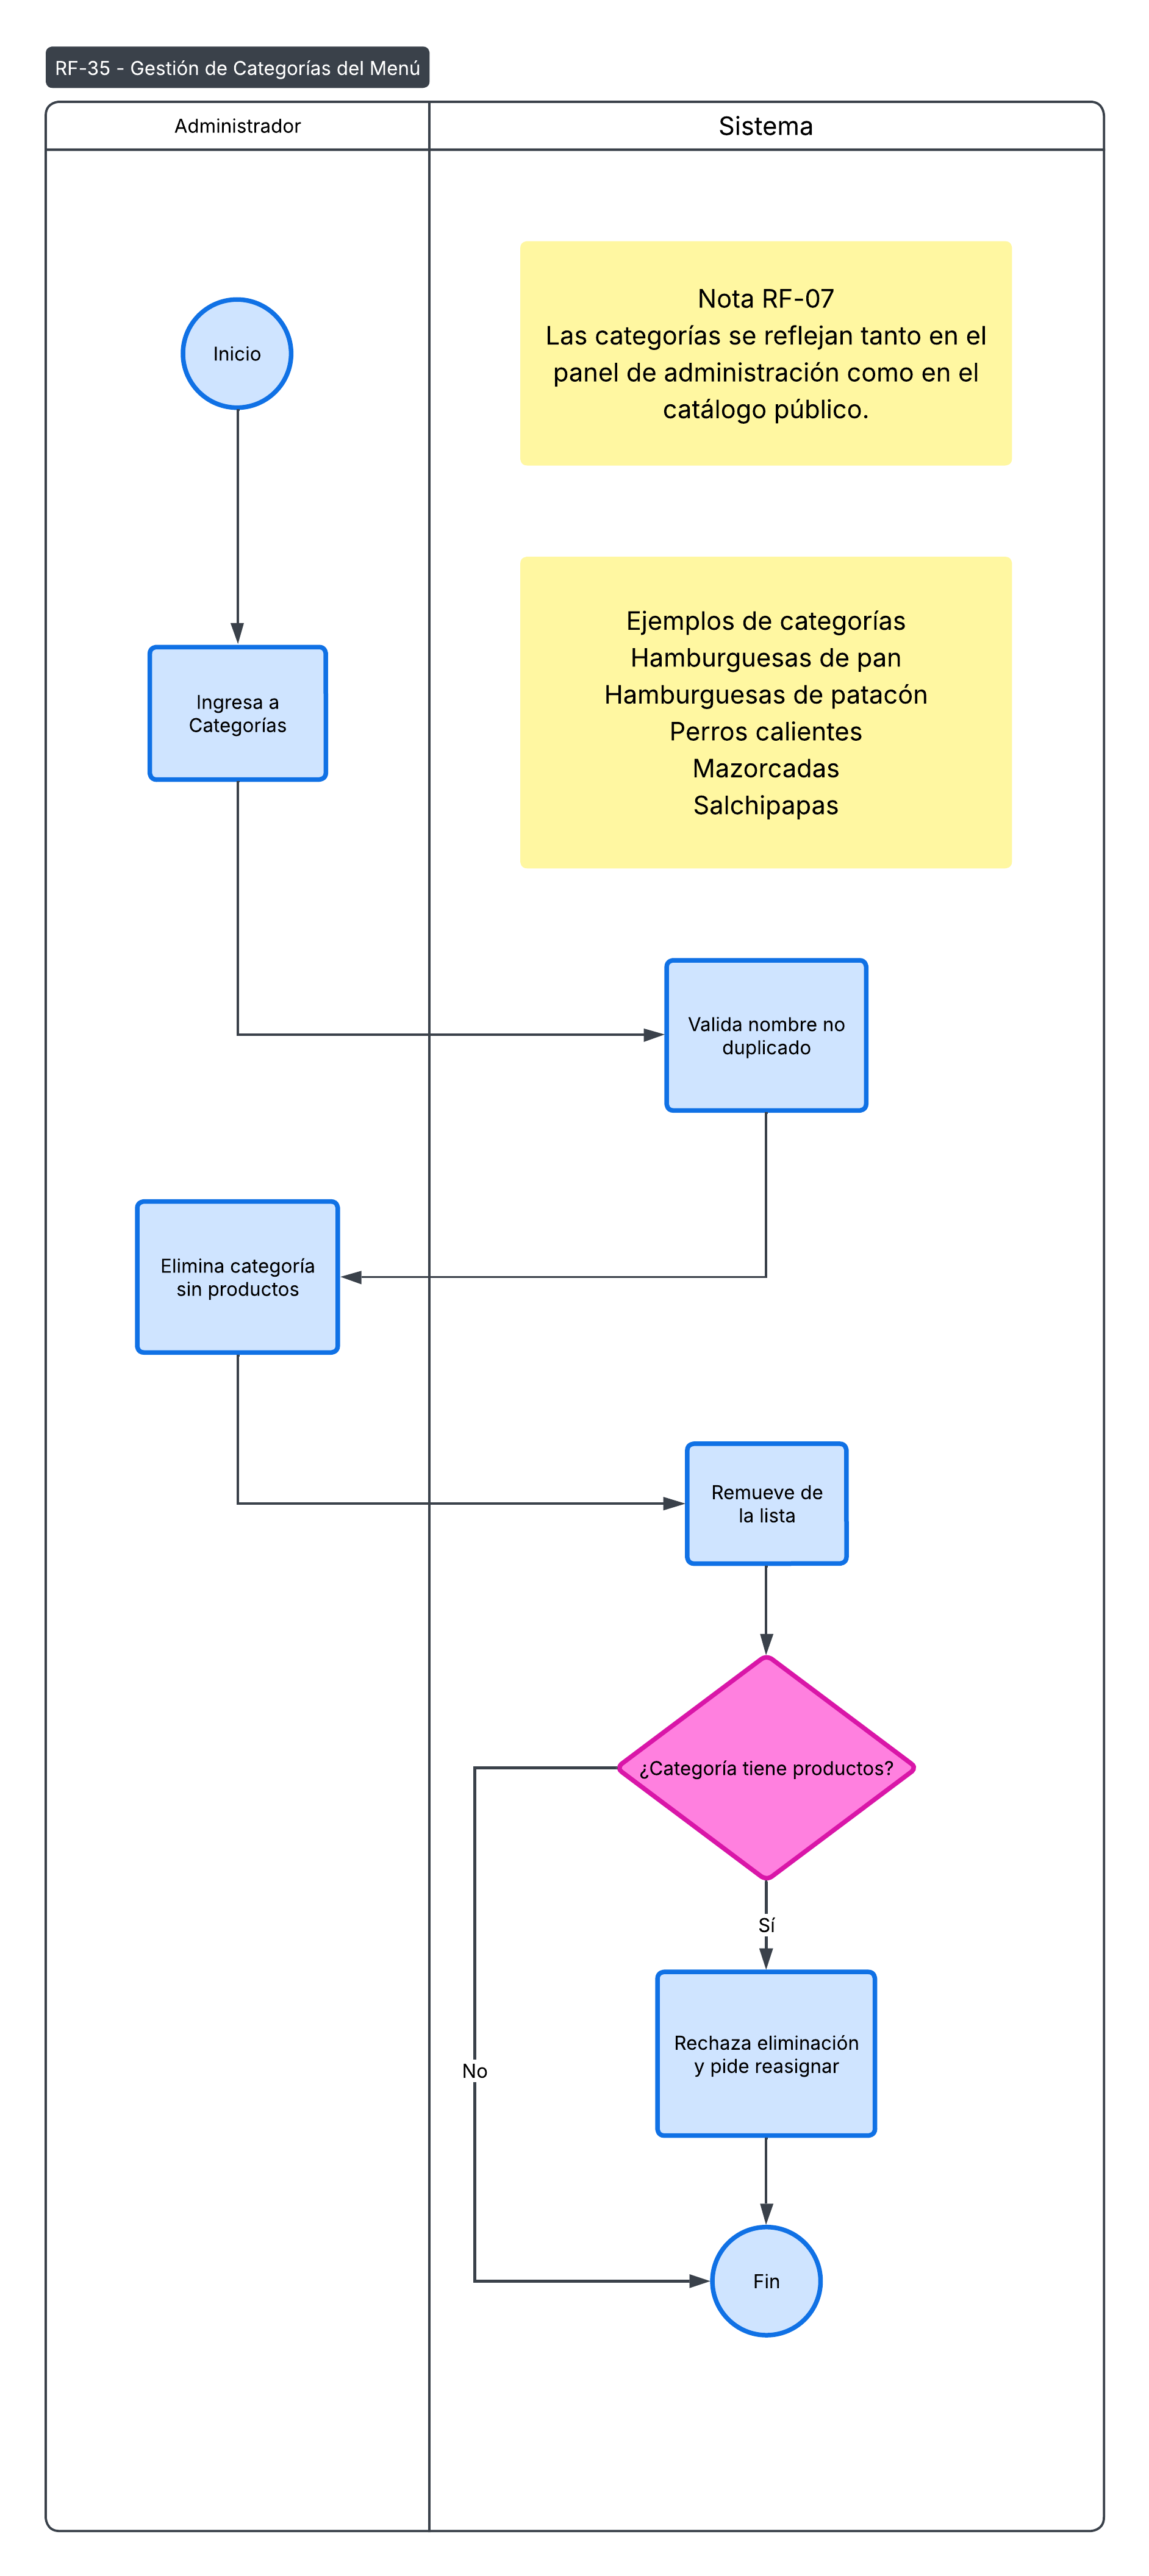 RF-35 - Gestión de Categorías del Menú
Administrador
Sistema
Nota RF-07
Las categorías se reflejan tanto en el
panel de administración como en el
catálogo público.
Inicio
Ejemplos de categorías
Hamburguesas de pan
Hamburguesas de patacón
Perros calientes
Mazorcadas
Salchipapas
Ingresa a
Categorías
Valida nombre no
duplicado
Elimina categoría
sin productos
Remueve de
la lista
¿Categoría tiene productos?
Sí
Rechaza eliminación
y pide reasignar
No
Fin